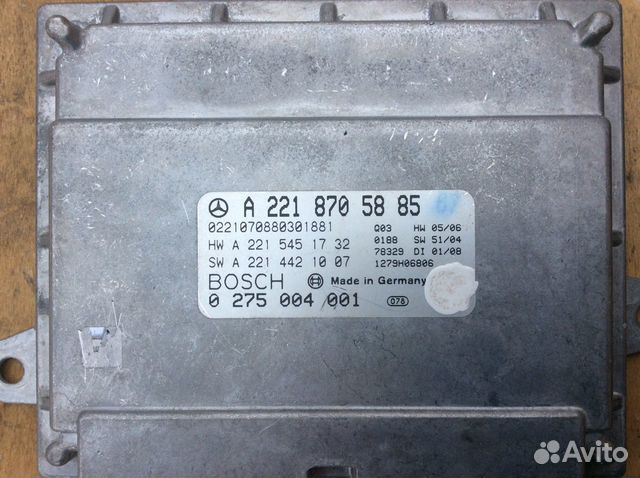 A 221 870 58 85
0221070880301881 Q03 HW 05/06
HW A 221 545 17 32 0188 SW 51/04
SW A 221 442 10 07 78329 DI 01/08
1279H06806
BOSCH Made in Germany
0 275 004 001 078
Avito